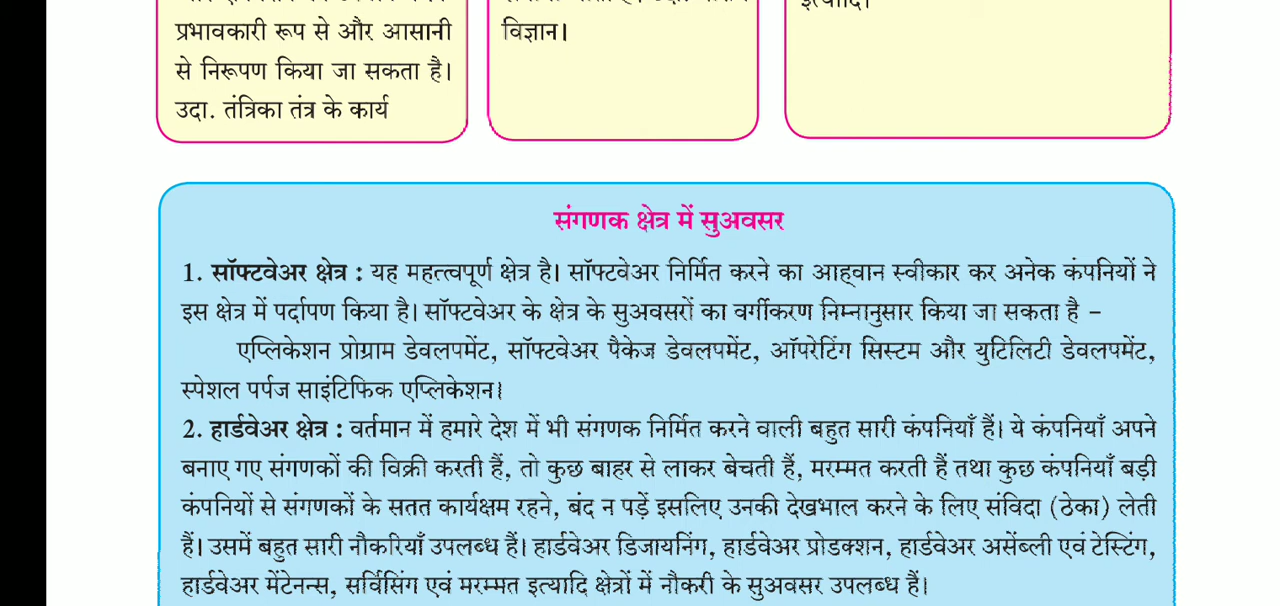 प्रभावकारी रूप से और आसानी
से निरूपण किया जा सकता है।
उदा. तंत्रिका तंत्र के कार्य
विज्ञान।
इत्यादि।
संगणक क्षेत्र में सुअवसर
1. सॉफ्टवेअर क्षेत्र : यह महत्त्वपूर्ण क्षेत्र है। सॉफ्टवेअर निर्मित करने का आह्‌वान स्वीकार कर अनेक कंपनियों ने
इस क्षेत्र में पर्दापण किया है। सॉफ्टवेअर के क्षेत्र के सुअवसरों का वर्गीकरण निम्नानुसार किया जा सकता है –
एप्लिकेशन प्रोग्राम डेवलपमेंट, सॉफ्टवेअर पैकेज डेवलपमेंट, ऑपरेटिंग सिस्टम और युटिलिटी डेवलपमेंट,
स्पेशल पर्पज साइंटिफिक एप्लिकेशन।
2. हार्डवेअर क्षेत्र : वर्तमान में हमारे देश में भी संगणक निर्मित करने वाली बहुत सारी कंपनियाँ हैं। ये कंपनियाँ अपने
बनाए गए संगणकों की विक्री करती हैं, तो कुछ बाहर से लाकर बेचती हैं, मरम्मत करती हैं तथा कुछ कंपनियाँ बड़ी
कंपनियों से संगणकों के सतत कार्यक्षम रहने, बंद न पड़ें इसलिए उनकी देखभाल करने के लिए संविदा (ठेका) लेती
हैं। उसमें बहुत सारी नौकरियाँ उपलब्ध हैं। हार्डवेअर डिजायनिंग, हार्डवेअर प्रोडक्शन, हार्डवेअर असेंब्ली एवं टेस्टिंग,
हार्डवेअर मेंटेनन्स, सर्विसिंग एवं मरम्मत इत्यादि क्षेत्रों में नौकरी के सुअवसर उपलब्ध हैं।